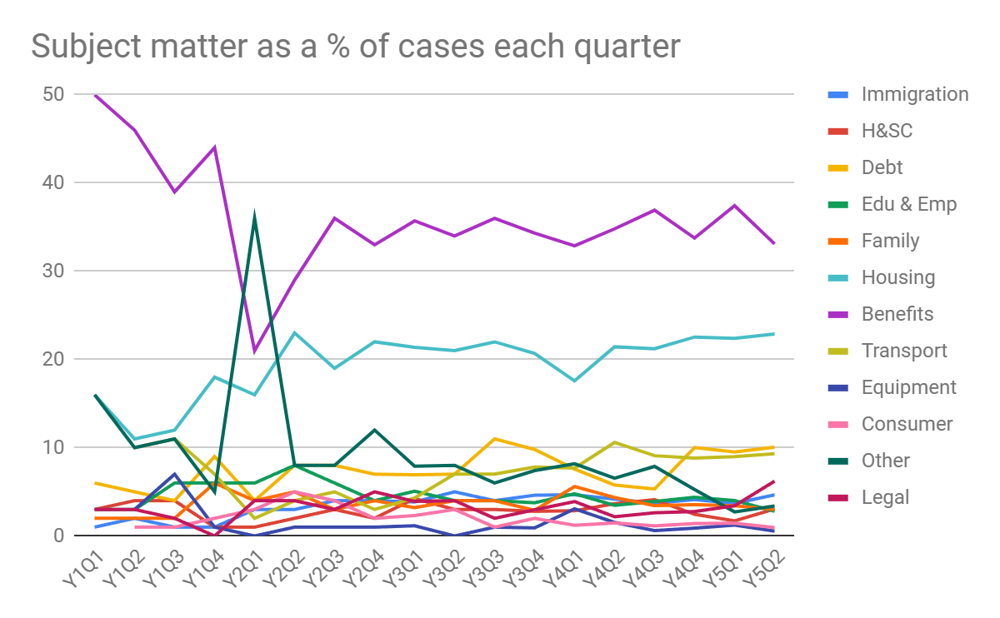 Subject matter as a % of cases each quarter
50
40
30
20
10
0
Y1Q1
Y1Q2
Y1Q3
Y1Q4
Y2Q1
Y2Q2
Y2Q3
Y2Q4
Y3Q1
Y3Q2
Y3Q3
Y3Q4
Y4Q1
Y4Q2
Y4Q3
Y4Q4
Y5Q1
Y5Q2
Immigration
H&SC
Debt
Edu & Emp
Family
Housing
Benefits
Transport
Equipment
Consumer
Other
Legal